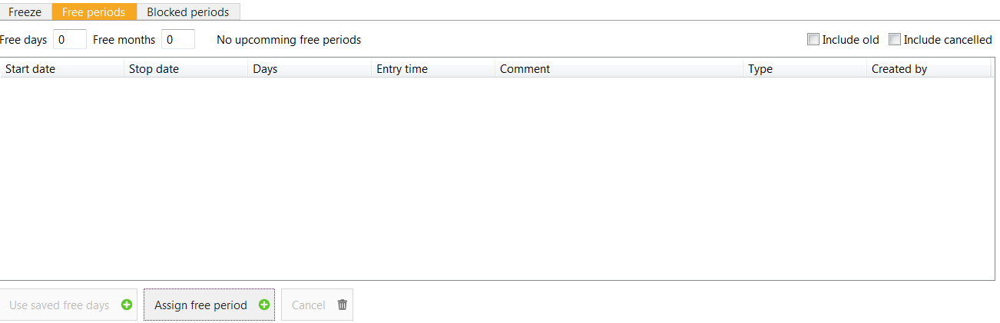 Freeze Free periods Blocked periods
Free days 0 Free months 0 No upcomming free periods Include old Include cancelled
Start date Stop date Days Entry time Comment Type Created by
Use saved free days Assign free period Cancel